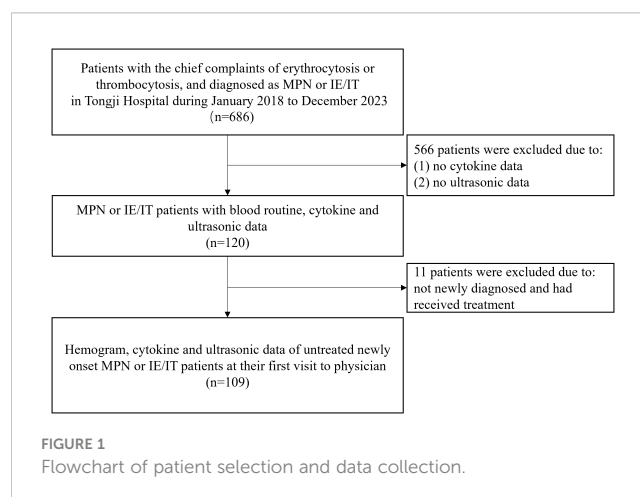 Patients with the chief complaints of erythrocytosis or
thrombocytosis, and diagnosed as MPN or IE/IT
in Tongji Hospital during January 2018 to December 2023
(n=686)
566 patients were excluded due to:
(1) no cytokine data
(2) no ultrasonic data
MPN or IE/IT patients with blood routine, cytokine and
ultrasonic data
(n=120)
11 patients were excluded due to:
not newly diagnosed and had
received treatment
Hemogram, cytokine and ultrasonic data of untreated newly
onset MPN or IE/IT patients at their first visit to physician
(n=109)
FIGURE 1
Flowchart of patient selection and data collection.